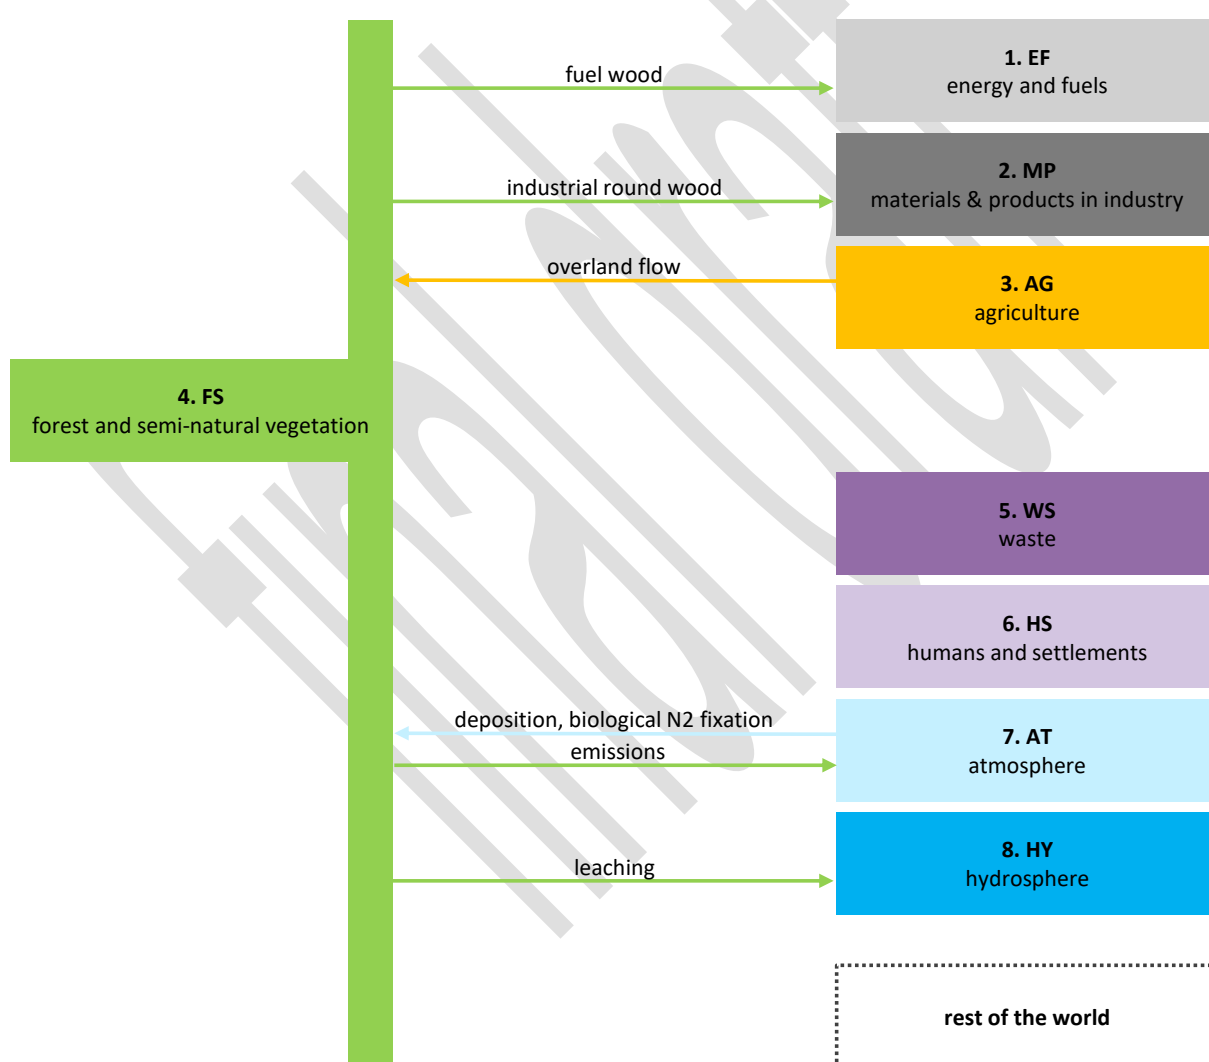 1. EF
energy and fuels
fuel wood
2. MP
materials & products in industry
industrial round wood
overland flow
3. AG
agriculture
4. FS
forest and semi-natural vegetation
5. WS
waste
6. HS
humans and settlements
deposition, biological N2 fixation
emissions
7. AT
atmosphere
8. HY
hydrosphere
leaching
rest of the world